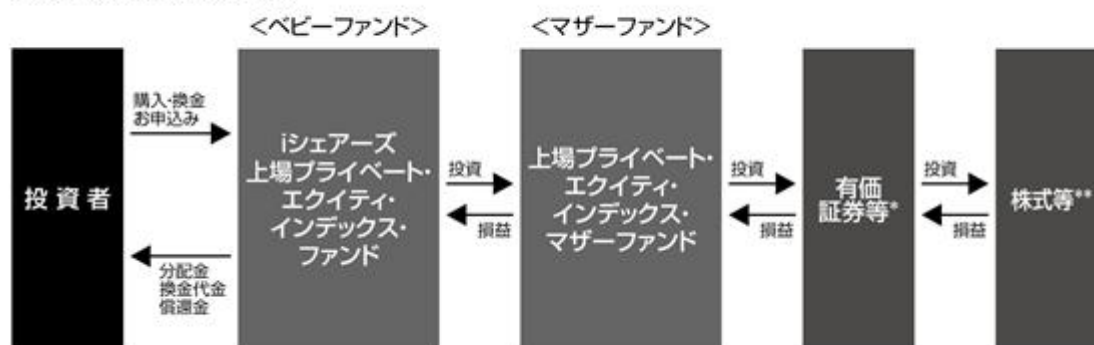 ＜ベビーファンド＞
＜マザーファンド＞
投資者
購入・換金
お申込み
分配金
換金代金
償還金
iシェアーズ
上場プライベート・
エクイティ・
インデックス・
ファンド
投資
損益
上場プライベート・
エクイティ・
インデックス・
マザーファンド
投資
損益
有価
証券等*
投資
損益
株式等**